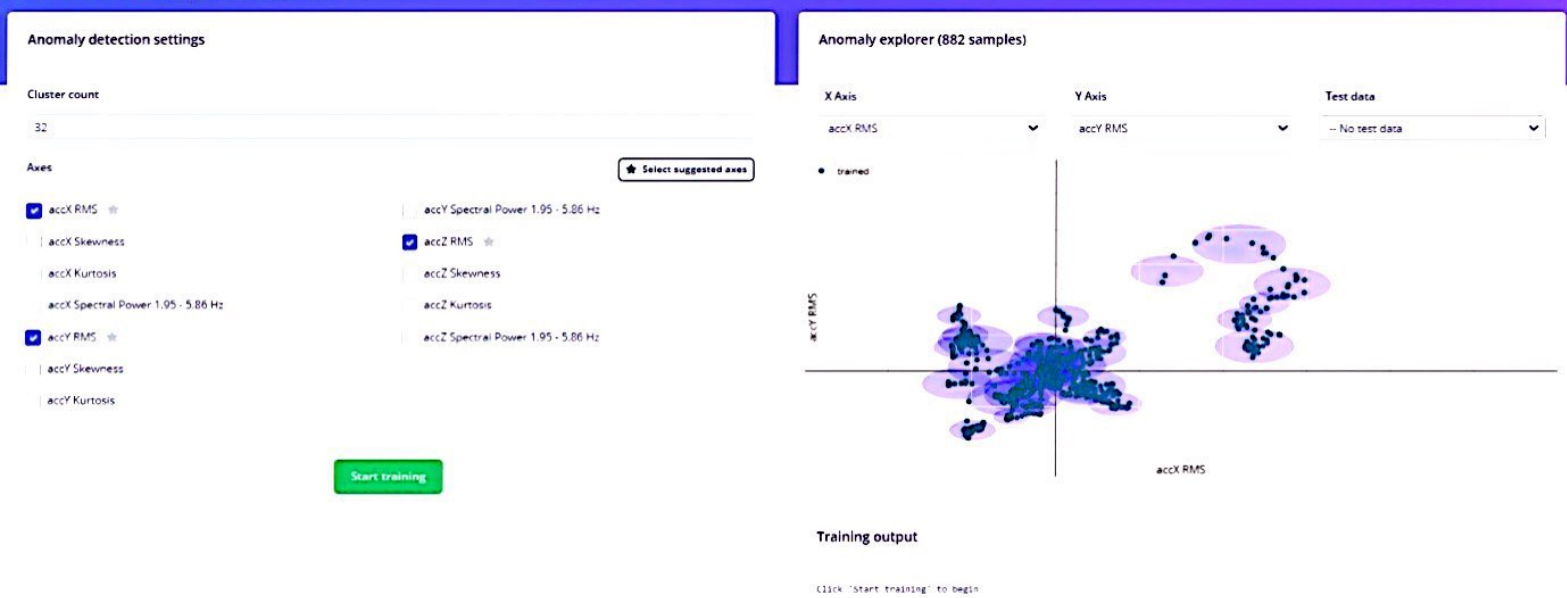 Anomaly detection settings
Cluster count
32
Axes
Select suggested axes
accX RMS
accX Skewness
accX Kurtosis
accX Spectral Power 1.95 - 5.86 Hz
accY RMS
accY Skewness
accY Kurtosis
accY Spectral Power 1.95 - 5.86 Hz
accZ RMS
accZ Skewness
accZ Kurtosis
accZ Spectral Power 1.95 - 5.86 Hz
Start training
Anomaly explorer (882 samples)
X Axis
accX RMS
Y Axis
accY RMS
Test data
-- No test data
trained
accY RMS
accX RMS
Training output
Click 'Start training' to begin